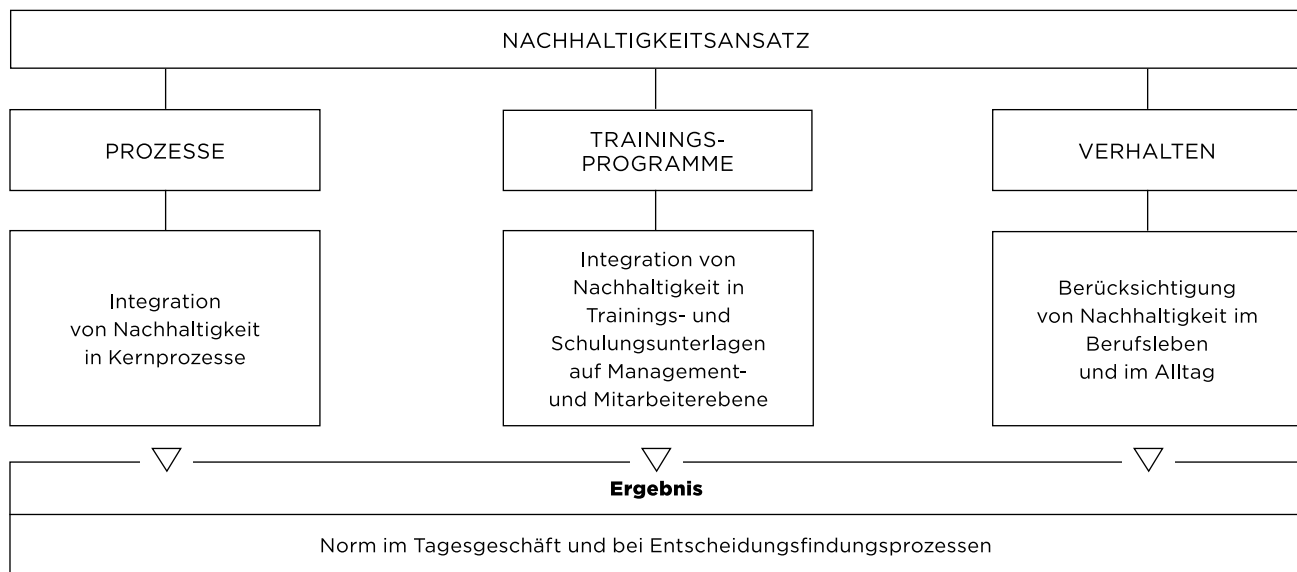 NACHHALTIGKEITSANSATZ
PROZESSE
TRAININGS-
PROGRAMME
VERHALTEN
Integration
von Nachhaltigkeit
in Kernprozesse
Integration von
Nachhaltigkeit in
Trainings- und
Schulungsunterlagen
auf Management-
und Mitarbeiterebene
Berücksichtigung
von Nachhaltigkeit im
Berufsleben
und im Alltag
Ergebnis
Norm im Tagesgeschäft und bei Entscheidungsfindungsprozessen